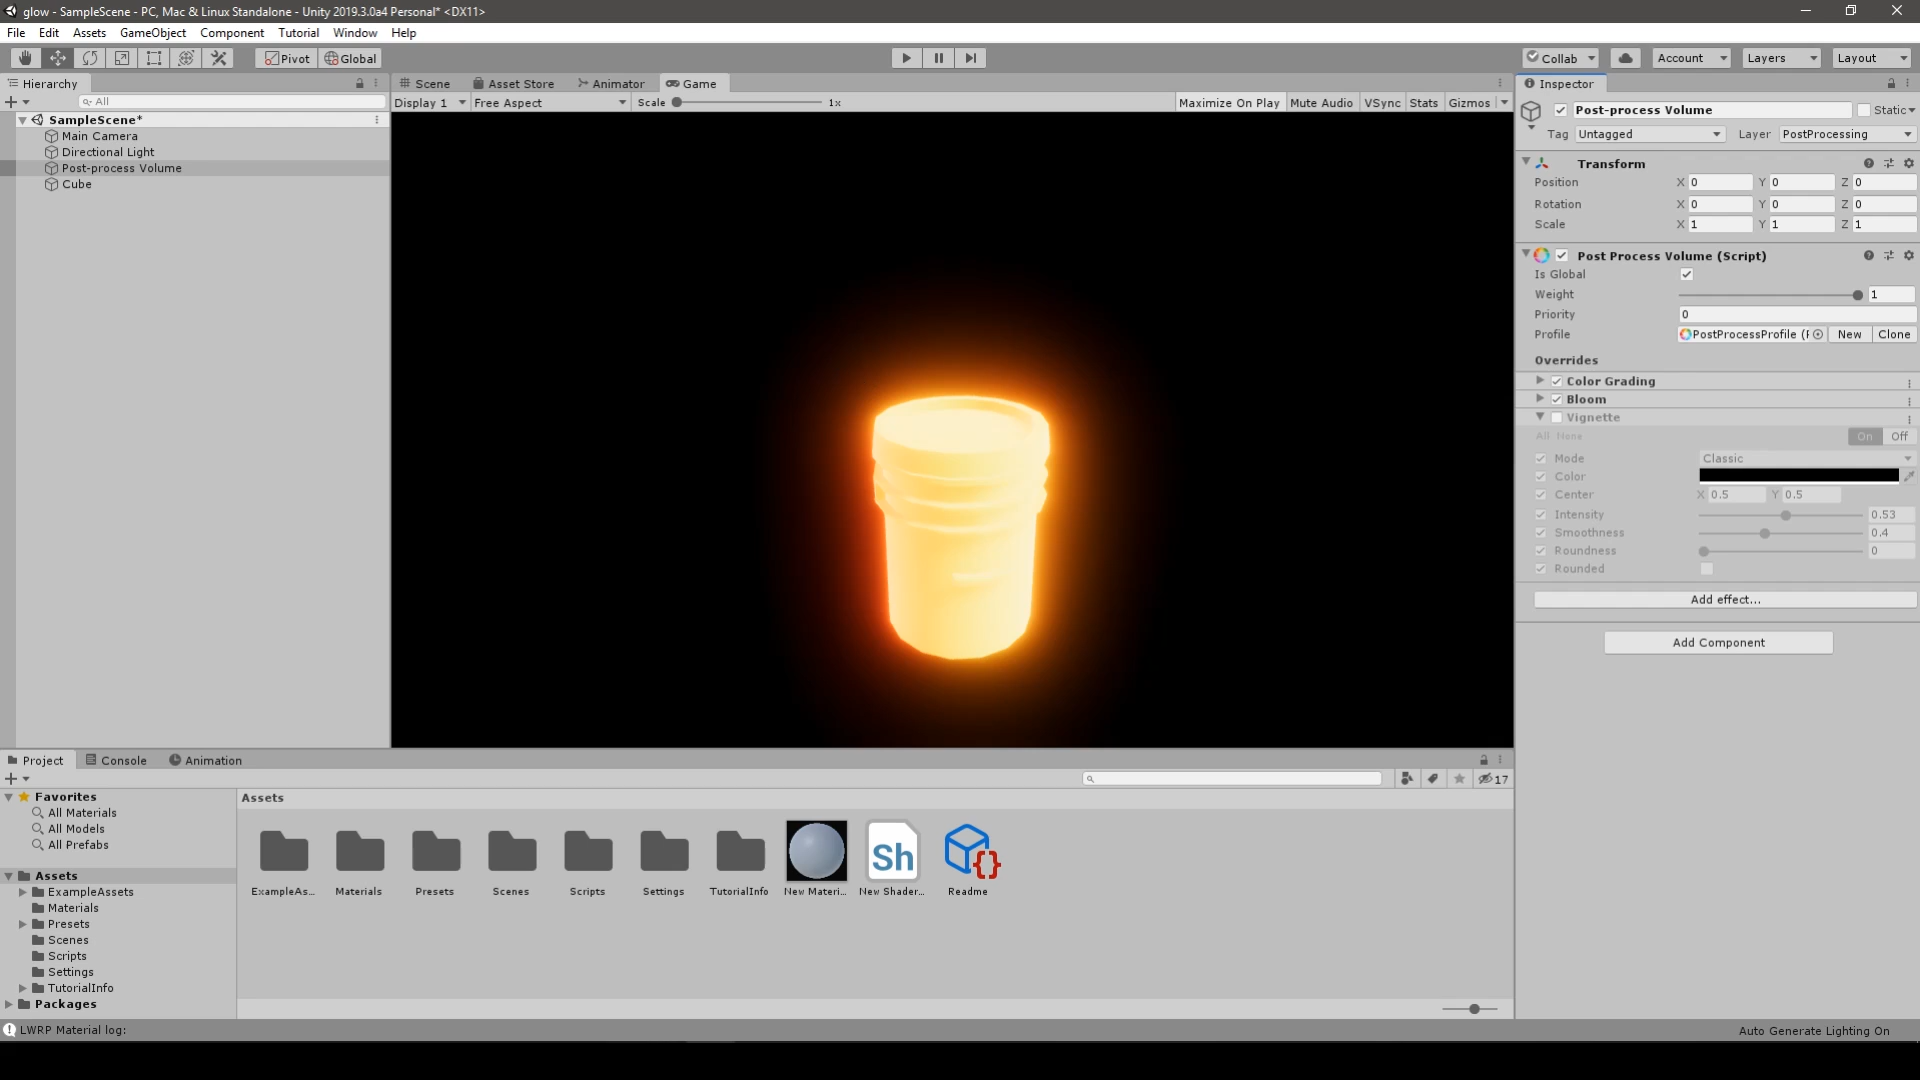 glow - SampleScene - PC, Mac & Linux Standalone - Unity 2019.3.0a4 Personal* <DX11>
File Edit Assets GameObject Component Tutorial Window Help
Pivot Global Collab Account Layers Layout
Hierarchy
All
SampleScene*
Main Camera
Directional Light
Post-process Volume
Cube
Scene Asset Store Animator Game
Display 1 Free Aspect Scale 1x Maximize On Play Mute Audio VSync Stats Gizmos
Inspector
Post-process Volume Static
Tag Untagged Layer PostProcessing
Transform
Position X 0 Y 0 Z 0
Rotation X 0 Y 0 Z 0
Scale X 1 Y 1 Z 1
Post Process Volume (Script)
Is Global
Weight 1
Priority 0
Profile PostProcessProfile ( New Clone
Overrides
Color Grading
Bloom
Vignette
All None On Off
Mode Classic
Color
Center X 0.5 Y 0.5
Intensity 0.53
Smoothness 0.4
Roundness 0
Rounded
Add effect...
Add Component
Project Console Animation
17
Favorites
All Materials
All Models
All Prefabs
Assets
ExampleAssets
Materials
Presets
Scenes
Scripts
Settings
TutorialInfo
Packages
Assets
Sh {}
ExampleAs... Materials Presets Scenes Scripts Settings TutorialInfo New Materi... New Shader... Readme
LWRP Material log:
Auto Generate Lighting On